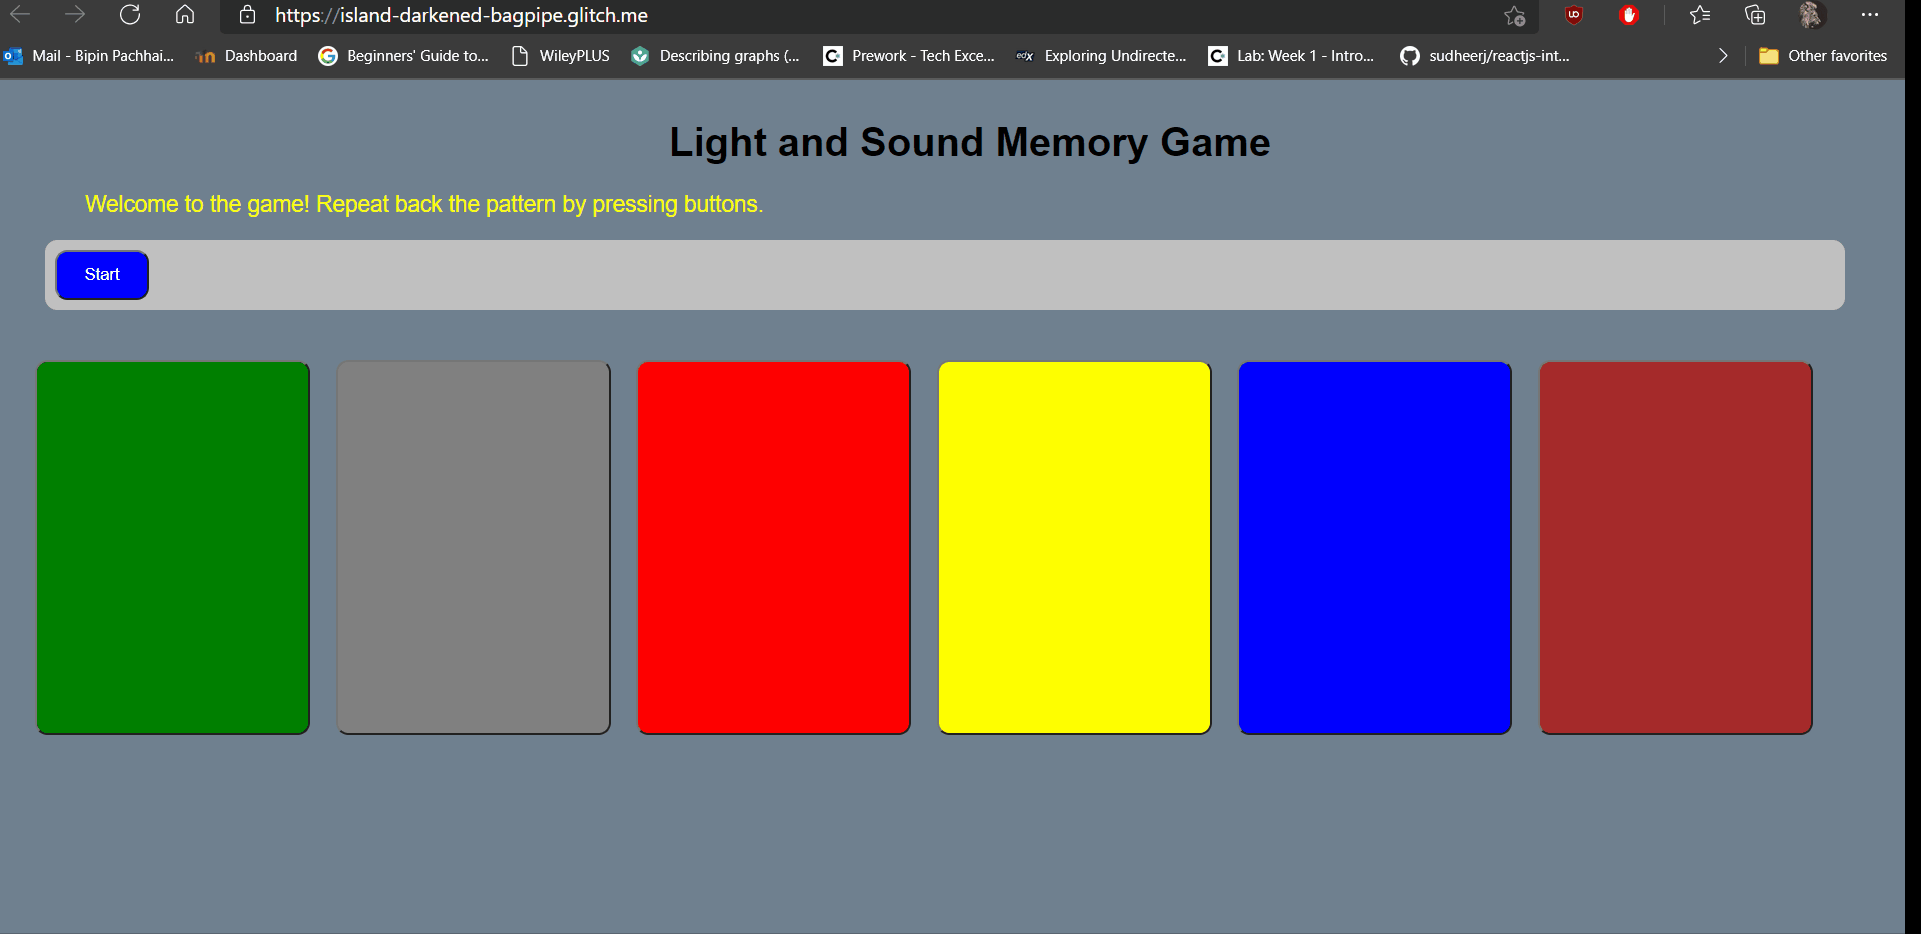 https://island-darkened-bagpipe.glitch.me
Mail - Bipin Pachhai... Dashboard Beginners' Guide to... WileyPLUS Describing graphs (... Prework - Tech Exce... edX Exploring Undirecte... Lab: Week 1 - Intro... sudheerj/reactjs-int... Other favorites
Light and Sound Memory Game
Welcome to the game! Repeat back the pattern by pressing buttons.
Start